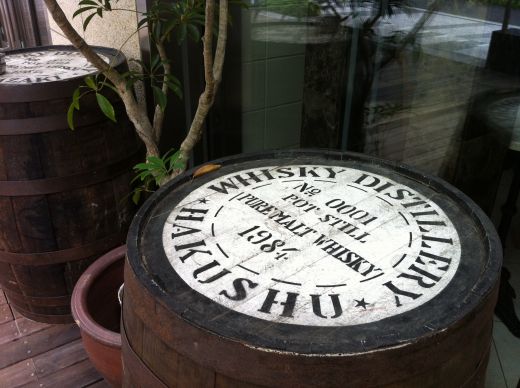 WHISKY DISTILLERY
No 0001
POT-STILL
PURE MALT WHISKY
1984
★ HAKUSHU ★